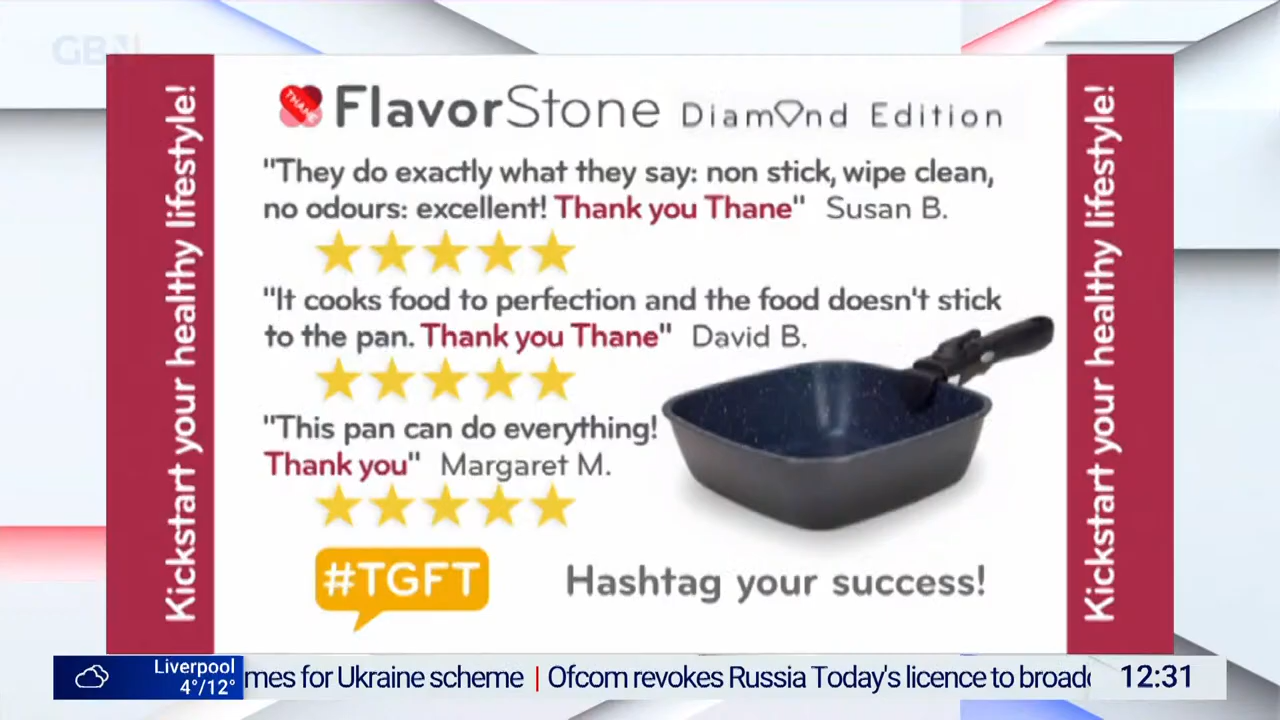 GBN
Kickstart your healthy lifestyle!
THANE
FlavorStone Diamond Edition
"They do exactly what they say: non stick, wipe clean,
no odours: excellent! Thank you Thane" Susan B.
"It cooks food to perfection and the food doesn't stick
to the pan. Thank you Thane" David B.
"This pan can do everything!
Thank you" Margaret M.
#TGFT
Hashtag your success!
Kickstart your healthy lifestyle!
Liverpool
4°/12°
mes for Ukraine scheme | Ofcom revokes Russia Today's licence to broad
12:31